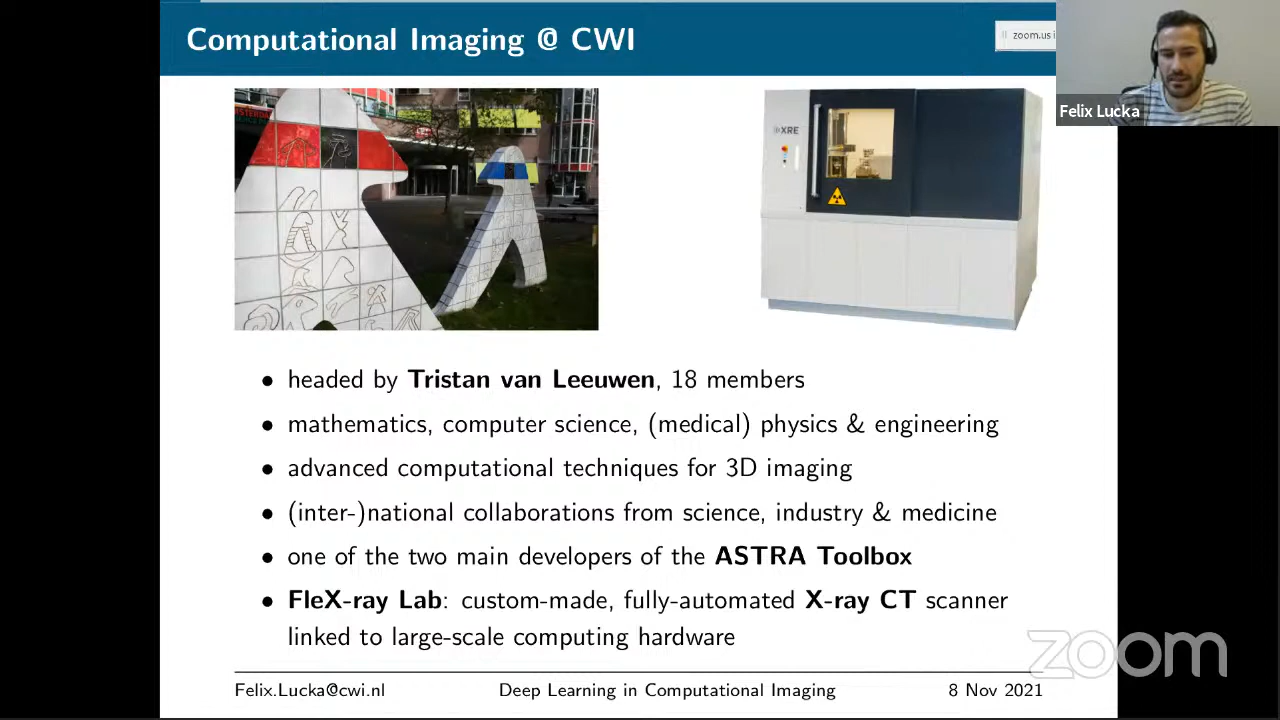 Computational Imaging @ CWI
zoom.us i
Felix Lucka
XRE
headed by Tristan van Leeuwen, 18 members
mathematics, computer science, (medical) physics & engineering
advanced computational techniques for 3D imaging
(inter-)national collaborations from science, industry & medicine
one of the two main developers of the ASTRA Toolbox
FleX-ray Lab: custom-made, fully-automated X-ray CT scanner
linked to large-scale computing hardware
zoom
Felix.Lucka@cwi.nl
Deep Learning in Computational Imaging
8 Nov 2021